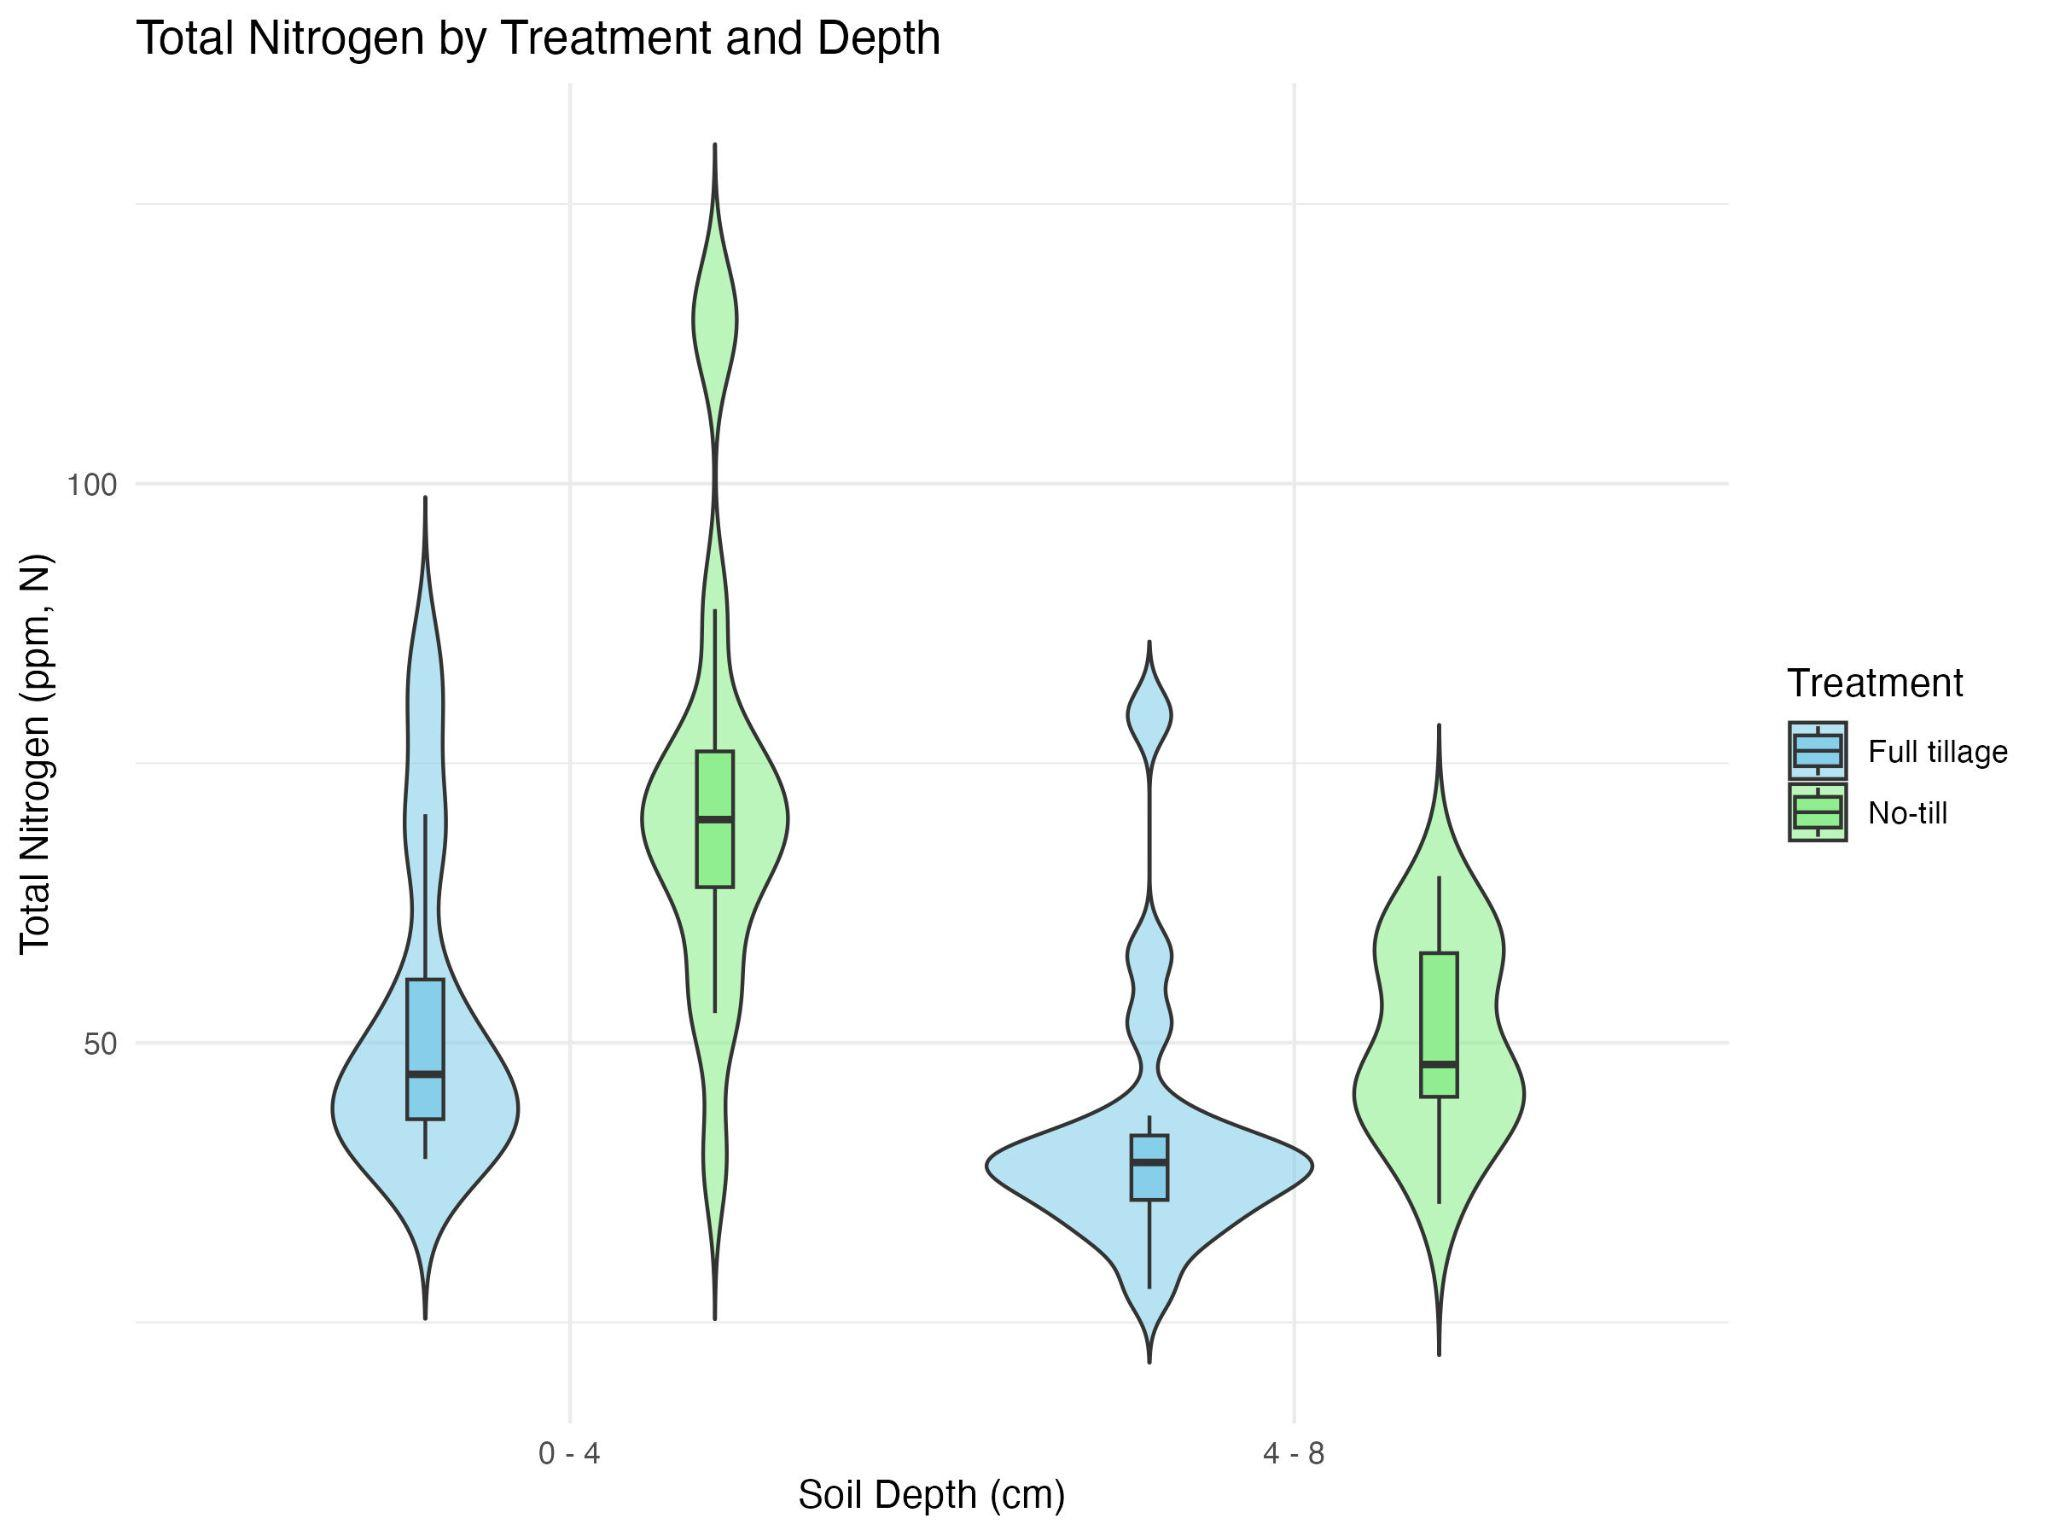 Total Nitrogen by Treatment and Depth
Total Nitrogen (ppm, N)
100
50
0 - 4
4 - 8
Soil Depth (cm)
Treatment
Full tillage
No-till